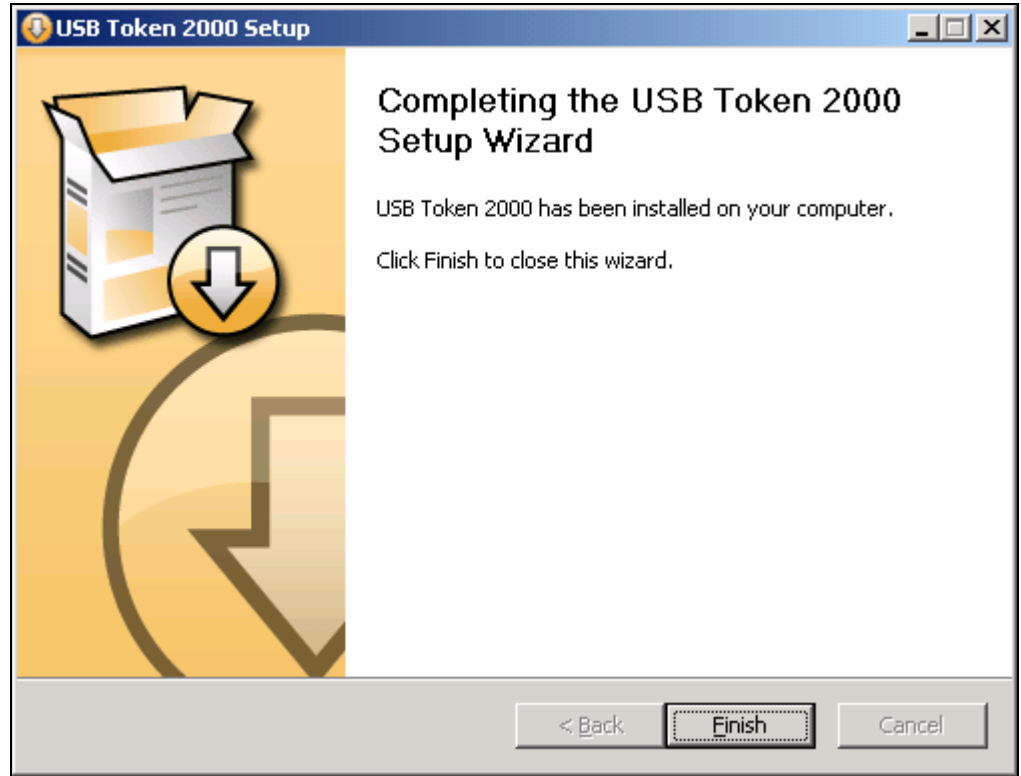 USB Token 2000 Setup
Completing the USB Token 2000
Setup Wizard
USB Token 2000 has been installed on your computer.
Click Finish to close this wizard.
< Back
Finish
Cancel